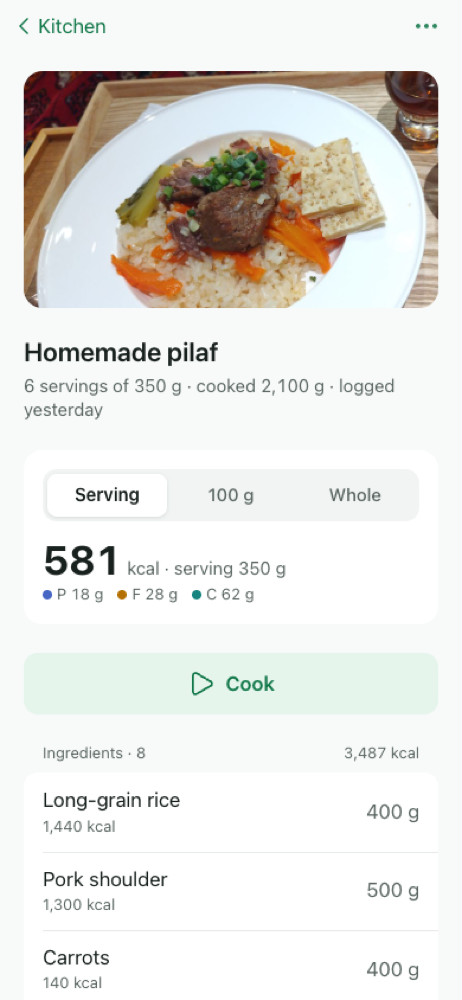 Kitchen
Homemade pilaf
6 servings of 350 g · cooked 2,100 g · logged
yesterday
Serving 100 g Whole
581 kcal · serving 350 g
P 18 g F 28 g C 62 g
Cook
Ingredients · 8 3,487 kcal
Long-grain rice 400 g
1,440 kcal
Pork shoulder 500 g
1,300 kcal
Carrots 400 g
140 kcal